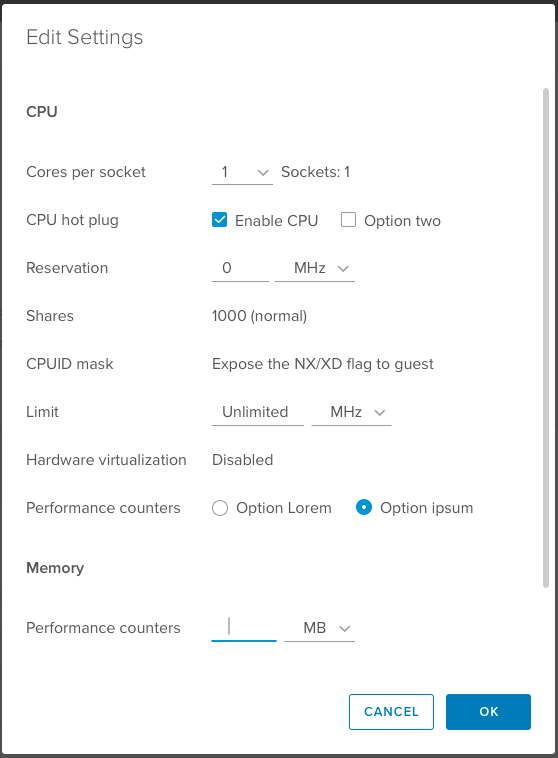 Edit Settings
CPU
Cores per socket 1 Sockets: 1
CPU hot plug Enable CPU Option two
Reservation 0 MHz
Shares 1000 (normal)
CPUID mask Expose the NX/XD flag to guest
Limit Unlimited MHz
Hardware virtualization Disabled
Performance counters Option Lorem Option ipsum
Memory
Performance counters MB
CANCEL OK